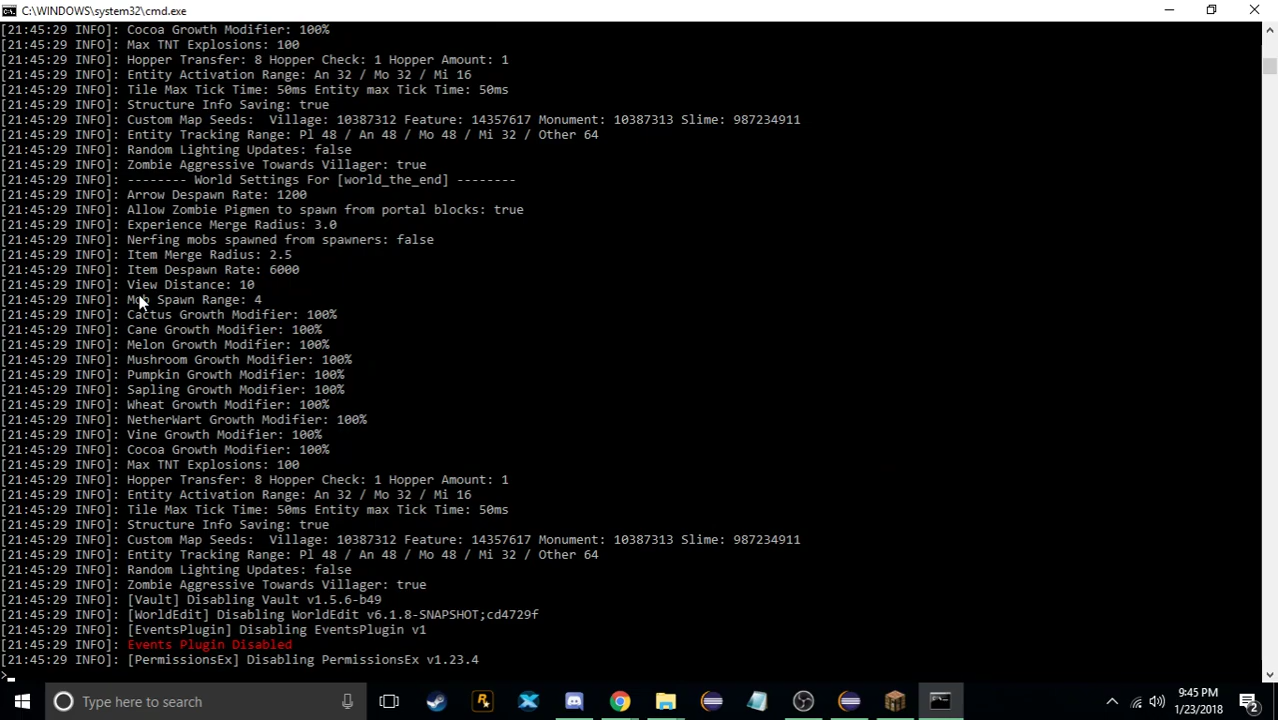 C:\WINDOWS\system32\cmd.exe
[21:45:29 INFO]: Cocoa Growth Modifier: 100%
[21:45:29 INFO]: Max TNT Explosions: 100
[21:45:29 INFO]: Hopper Transfer: 8 Hopper Check: 1 Hopper Amount: 1
[21:45:29 INFO]: Entity Activation Range: An 32 / Mo 32 / Mi 16
[21:45:29 INFO]: Tile Max Tick Time: 50ms Entity max Tick Time: 50ms
[21:45:29 INFO]: Structure Info Saving: true
[21:45:29 INFO]: Custom Map Seeds:  Village: 10387312 Feature: 14357617 Monument: 10387313 Slime: 987234911
[21:45:29 INFO]: Entity Tracking Range: Pl 48 / An 48 / Mo 48 / Mi 32 / Other 64
[21:45:29 INFO]: Random Lighting Updates: false
[21:45:29 INFO]: Zombie Aggressive Towards Villager: true
[21:45:29 INFO]: -------- World Settings For [world_the_end] --------
[21:45:29 INFO]: Arrow Despawn Rate: 1200
[21:45:29 INFO]: Allow Zombie Pigmen to spawn from portal blocks: true
[21:45:29 INFO]: Experience Merge Radius: 3.0
[21:45:29 INFO]: Nerfing mobs spawned from spawners: false
[21:45:29 INFO]: Item Merge Radius: 2.5
[21:45:29 INFO]: Item Despawn Rate: 6000
[21:45:29 INFO]: View Distance: 10
[21:45:29 INFO]: Mob Spawn Range: 4
[21:45:29 INFO]: Cactus Growth Modifier: 100%
[21:45:29 INFO]: Cane Growth Modifier: 100%
[21:45:29 INFO]: Melon Growth Modifier: 100%
[21:45:29 INFO]: Mushroom Growth Modifier: 100%
[21:45:29 INFO]: Pumpkin Growth Modifier: 100%
[21:45:29 INFO]: Sapling Growth Modifier: 100%
[21:45:29 INFO]: Wheat Growth Modifier: 100%
[21:45:29 INFO]: NetherWart Growth Modifier: 100%
[21:45:29 INFO]: Vine Growth Modifier: 100%
[21:45:29 INFO]: Cocoa Growth Modifier: 100%
[21:45:29 INFO]: Max TNT Explosions: 100
[21:45:29 INFO]: Hopper Transfer: 8 Hopper Check: 1 Hopper Amount: 1
[21:45:29 INFO]: Entity Activation Range: An 32 / Mo 32 / Mi 16
[21:45:29 INFO]: Tile Max Tick Time: 50ms Entity max Tick Time: 50ms
[21:45:29 INFO]: Structure Info Saving: true
[21:45:29 INFO]: Custom Map Seeds:  Village: 10387312 Feature: 14357617 Monument: 10387313 Slime: 987234911
[21:45:29 INFO]: Entity Tracking Range: Pl 48 / An 48 / Mo 48 / Mi 32 / Other 64
[21:45:29 INFO]: Random Lighting Updates: false
[21:45:29 INFO]: Zombie Aggressive Towards Villager: true
[21:45:29 INFO]: [Vault] Disabling Vault v1.5.6-b49
[21:45:29 INFO]: [WorldEdit] Disabling WorldEdit v6.1.8-SNAPSHOT;cd4729f
[21:45:29 INFO]: [EventsPlugin] Disabling EventsPlugin v1
[21:45:29 INFO]: Events Plugin Disabled
[21:45:29 INFO]: [PermissionsEx] Disabling PermissionsEx v1.23.4
>
Type here to search
9:45 PM
1/23/2018
2